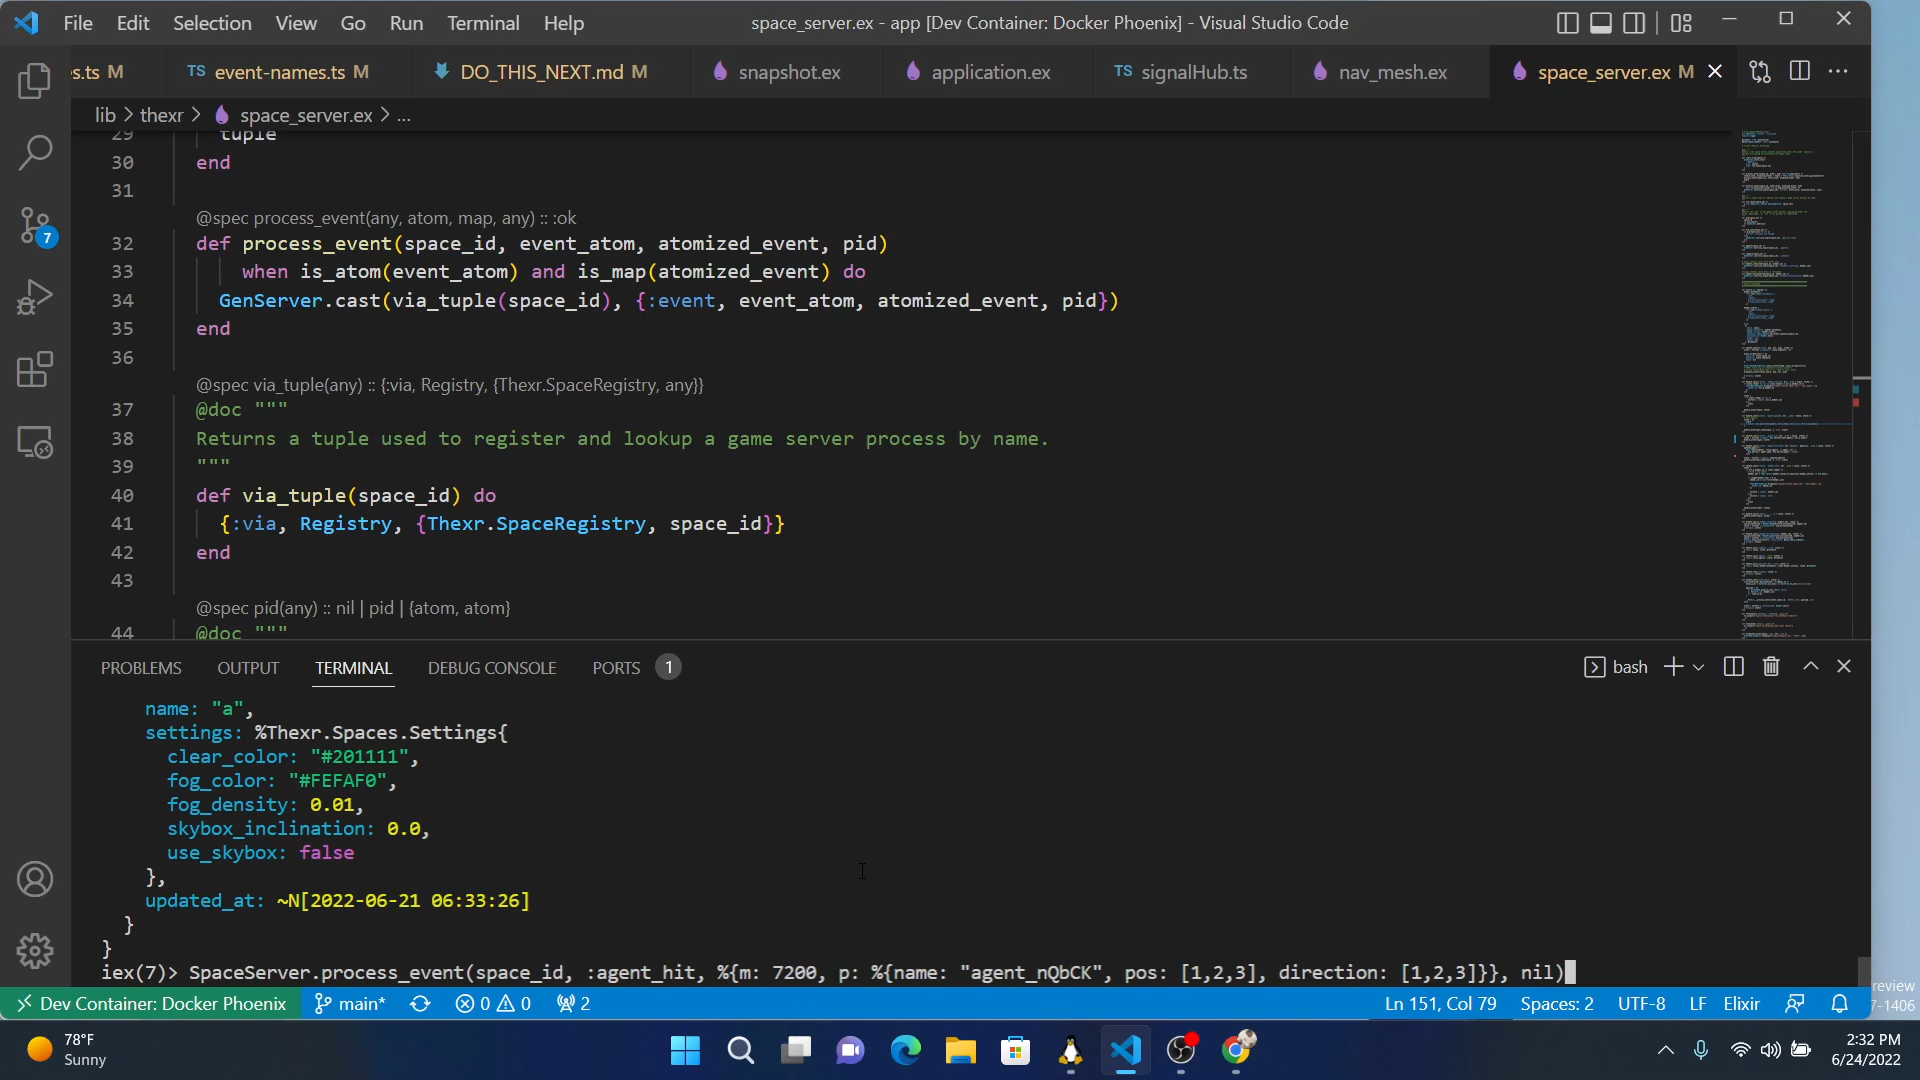 File Edit Selection View Go Run Terminal Help space_server.ex - app [Dev Container: Docker Phoenix] - Visual Studio Code
s.ts M TS event-names.ts M DO_THIS_NEXT.md M snapshot.ex application.ex TS signalHub.ts nav_mesh.ex space_server.ex M
lib > thexr > space_server.ex > ...
29 tuple
30 end
31
@spec process_event(any, atom, map, any) :: :ok
32 def process_event(space_id, event_atom, atomized_event, pid)
33 when is_atom(event_atom) and is_map(atomized_event) do
34 GenServer.cast(via_tuple(space_id), {:event, event_atom, atomized_event, pid})
35 end
36
@spec via_tuple(any) :: {:via, Registry, {Thexr.SpaceRegistry, any}}
37 @doc """
38 Returns a tuple used to register and lookup a game server process by name.
39 """
40 def via_tuple(space_id) do
41 {:via, Registry, {Thexr.SpaceRegistry, space_id}}
42 end
43
@spec pid(any) :: nil | pid | {atom, atom}
44 @doc """
7
PROBLEMS OUTPUT TERMINAL DEBUG CONSOLE PORTS 1 bash
name: "a",
settings: %Thexr.Spaces.Settings{
clear_color: "#201111",
fog_color: "#FEFAF0",
fog_density: 0.01,
skybox_inclination: 0.0,
use_skybox: false
},
updated_at: ~N[2022-06-21 06:33:26]
}
}
iex(7)> SpaceServer.process_event(space_id, :agent_hit, %{m: 7200, p: %{name: "agent_nQbCK", pos: [1,2,3], direction: [1,2,3]}}, nil)
Dev Container: Docker Phoenix main* 0 0 2 Ln 151, Col 79 Spaces: 2 UTF-8 LF Elixir
review
7-1406
78°F
Sunny
2:32 PM
6/24/2022